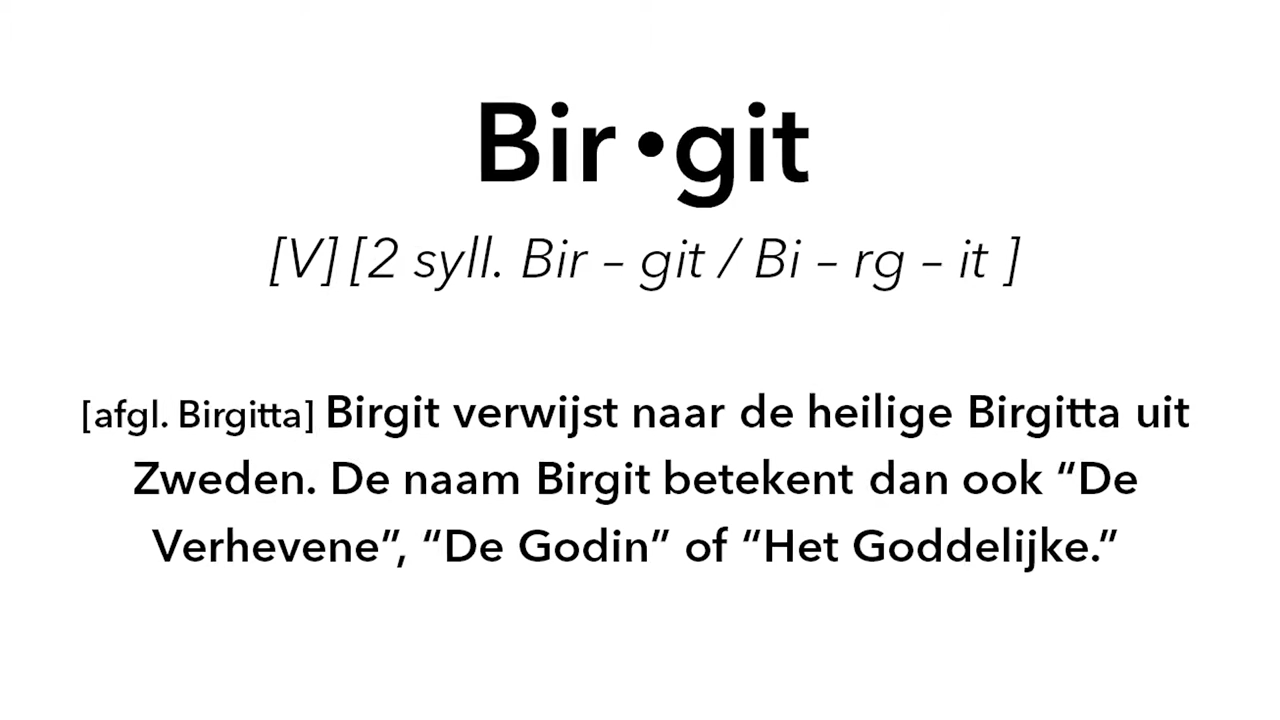 Bir•git
[V] [2 syll. Bir – git / Bi – rg – it ]
[afgl. Birgitta] Birgit verwijst naar de heilige Birgitta uit
Zweden. De naam Birgit betekent dan ook “De
Verhevene”, “De Godin” of “Het Goddelijke.”